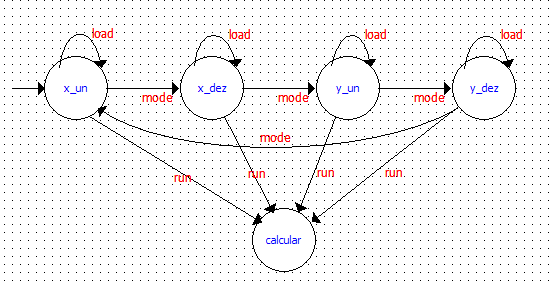 load load load load
x_un x_dez y_un y_dez
mode mode mode
mode
run run run run
calcular